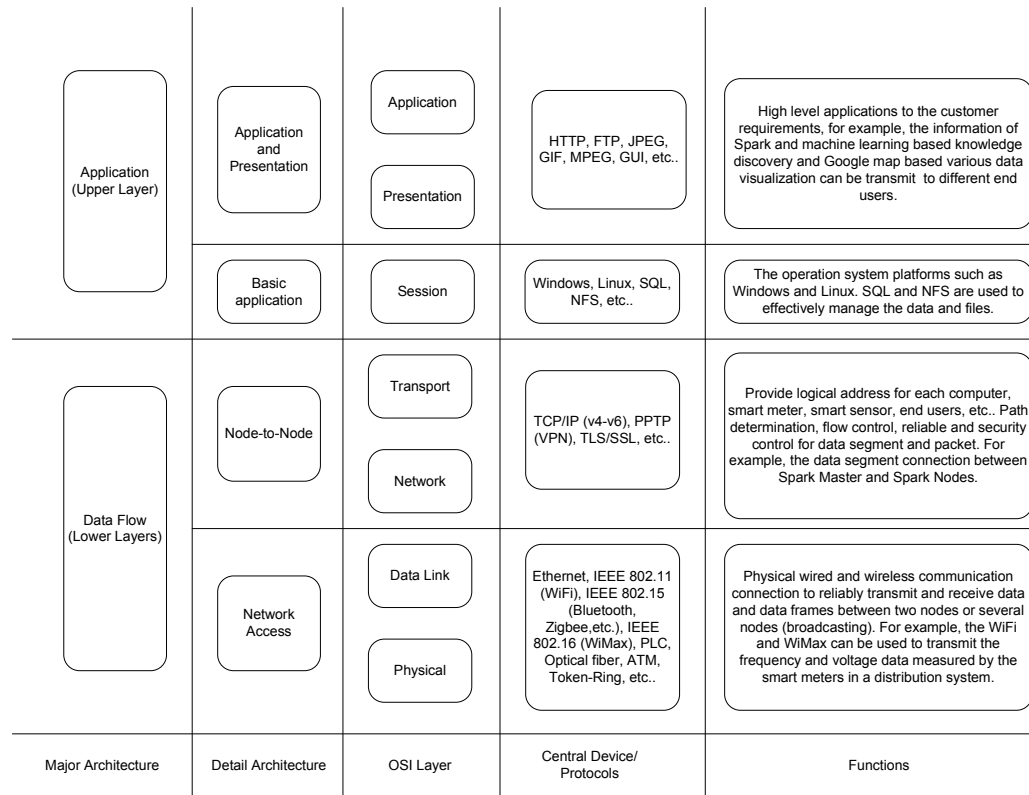 Application
(Upper Layer)
Application
and
Presentation
Application
Presentation
HTTP, FTP, JPEG,
GIF, MPEG, GUI, etc..
High level applications to the customer
requirements, for example, the information of
Spark and machine learning based knowledge
discovery and Google map based various data
visualization can be transmit to different end
users.
Basic
application
Session
Windows, Linux, SQL,
NFS, etc..
The operation system platforms such as
Windows and Linux. SQL and NFS are used to
effectively manage the data and files.
Data Flow
(Lower Layers)
Node-to-Node
Transport
Network
TCP/IP (v4-v6), PPTP
(VPN), TLS/SSL, etc..
Provide logical address for each computer,
smart meter, smart sensor, end users, etc.. Path
determination, flow control, reliable and security
control for data segment and packet. For
example, the data segment connection between
Spark Master and Spark Nodes.
Network
Access
Data Link
Physical
Ethernet, IEEE 802.11
(WiFi), IEEE 802.15
(Bluetooth,
Zigbee,etc.), IEEE
802.16 (WiMax), PLC,
Optical fiber, ATM,
Token-Ring, etc..
Physical wired and wireless communication
connection to reliably transmit and receive data
and data frames between two nodes or several
nodes (broadcasting). For example, the WiFi
and WiMax can be used to transmit the
frequency and voltage data measured by the
smart meters in a distribution system.
Major Architecture
Detail Architecture
OSI Layer
Central Device/
Protocols
Functions